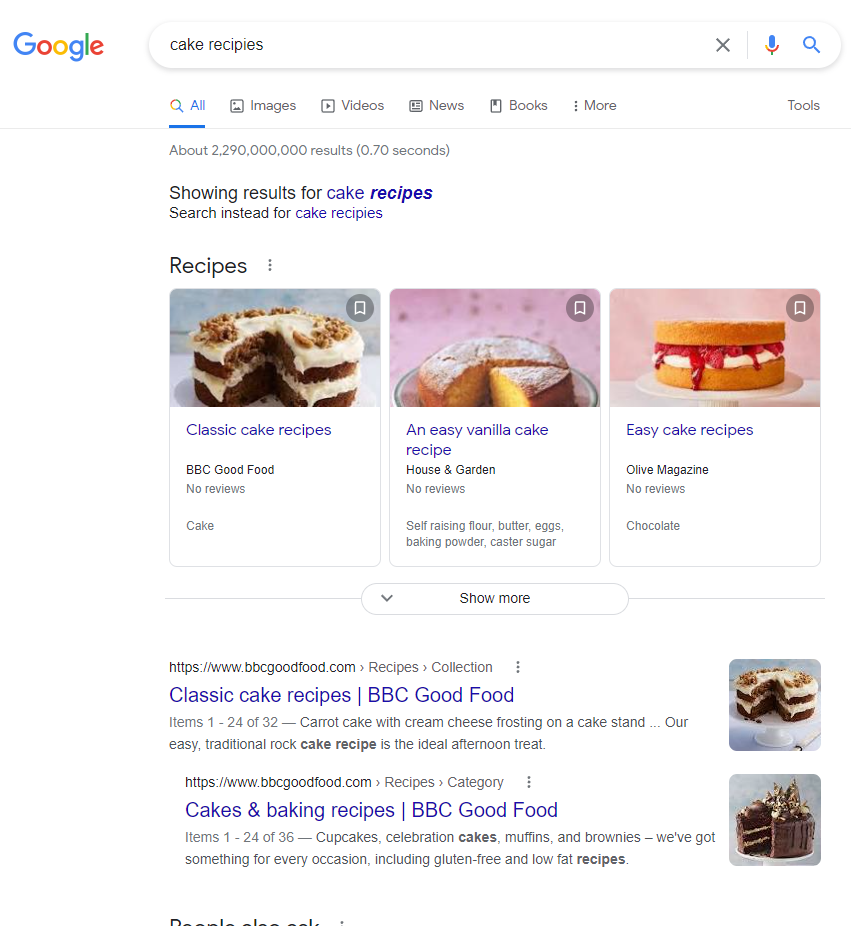 Google
cake recipies
All Images Videos News Books More Tools
About 2,290,000,000 results (0.70 seconds)
Showing results for cake recipes
Search instead for cake recipies
Recipes
Classic cake recipes
BBC Good Food
No reviews
Cake
An easy vanilla cake
recipe
House & Garden
No reviews
Self raising flour, butter, eggs,
baking powder, caster sugar
Easy cake recipes
Olive Magazine
No reviews
Chocolate
Show more
https://www.bbcgoodfood.com › Recipes › Collection
Classic cake recipes | BBC Good Food
Items 1 - 24 of 32 — Carrot cake with cream cheese frosting on a cake stand ... Our
easy, traditional rock cake recipe is the ideal afternoon treat.
https://www.bbcgoodfood.com › Recipes › Category
Cakes & baking recipes | BBC Good Food
Items 1 - 24 of 36 — Cupcakes, celebration cakes, muffins, and brownies – we've got
something for every occasion, including gluten-free and low fat recipes.
People also ask